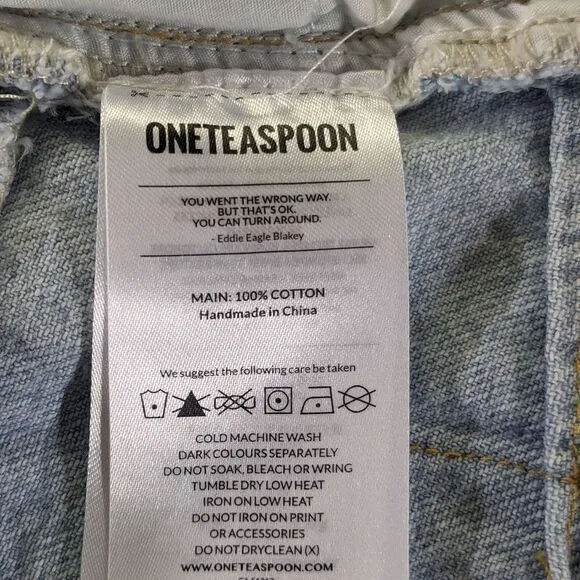 ONETEASPOON
YOU WENT THE WRONG WAY.
BUT THAT'S OK.
YOU CAN TURN AROUND.
- Eddie Eagle Blakey
MAIN: 100% COTTON
Handmade in China
We suggest the following care be taken
COLD MACHINE WASH
DARK COLOURS SEPARATELY
DO NOT SOAK, BLEACH OR WRING
TUMBLE DRY LOW HEAT
IRON ON LOW HEAT
DO NOT IRON ON PRINT
OR ACCESSORIES
DO NOT DRYCLEAN (X)
WWW.ONETEASPOON.COM